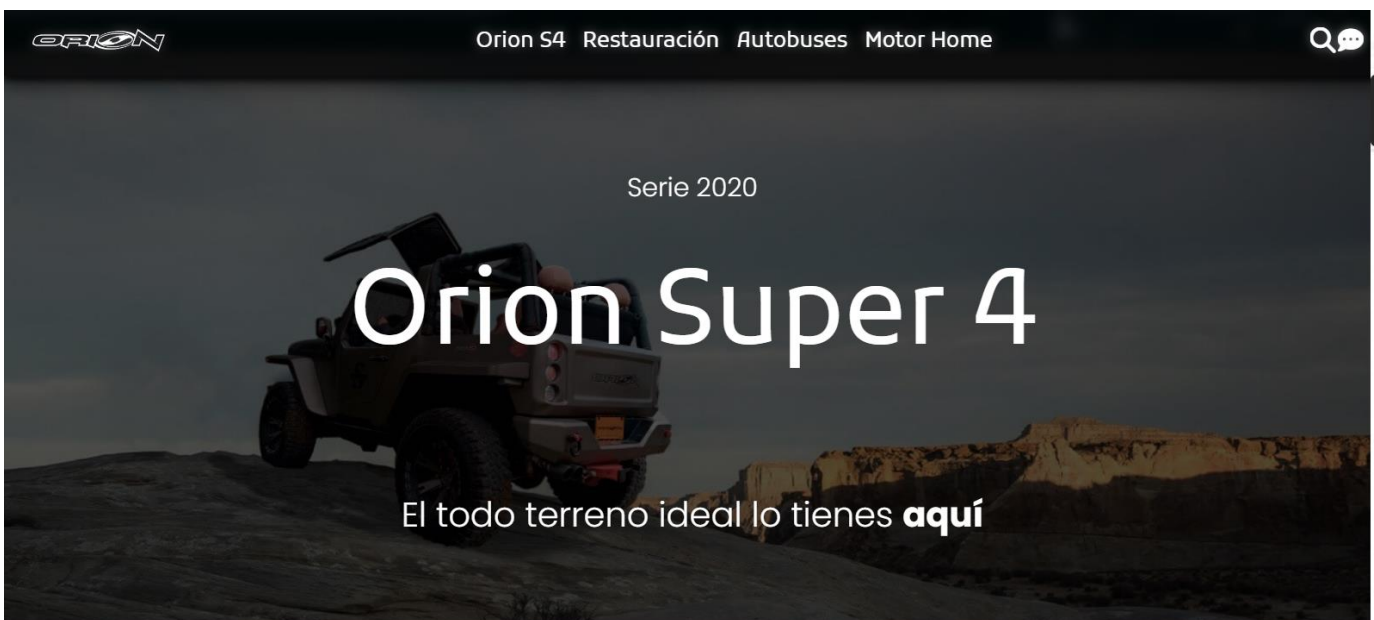 ORION
Orion S4 Restauración Autobuses Motor Home
Serie 2020
Orion Super 4
El todo terreno ideal lo tienes aquí